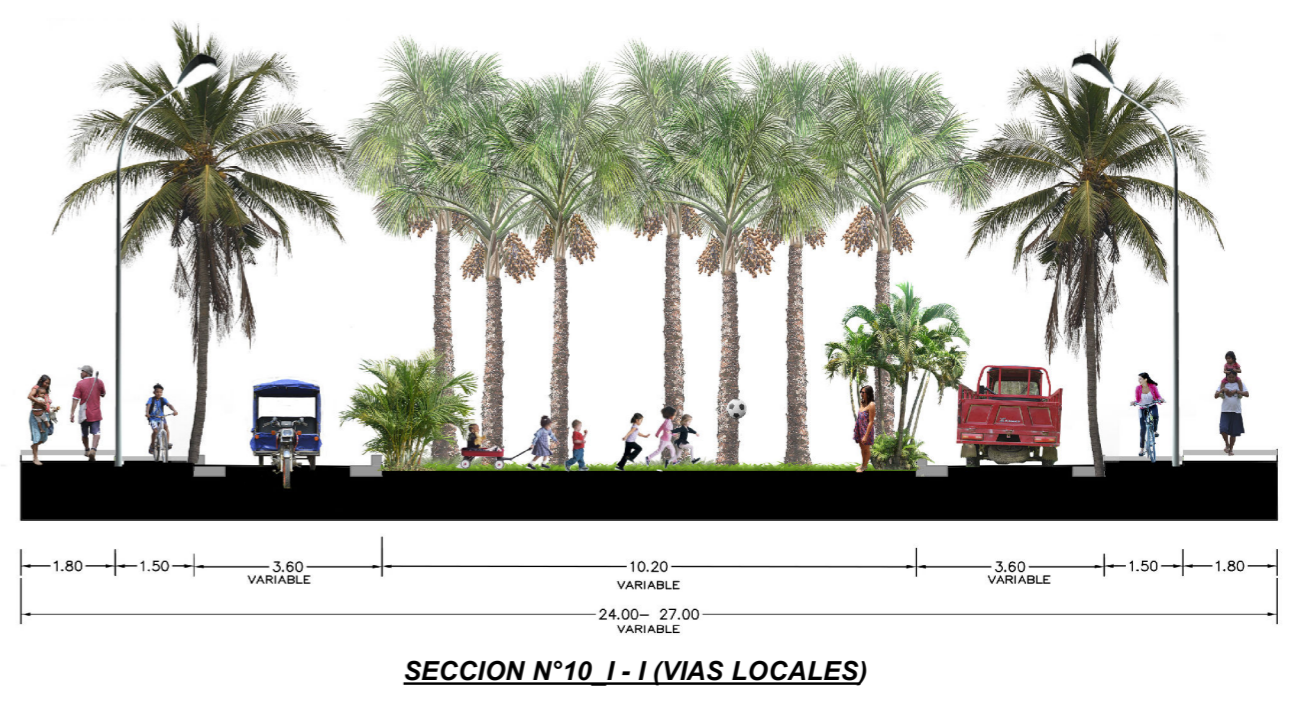 1.80
1.50
3.60
VARIABLE
10.20
VARIABLE
3.60
VARIABLE
1.50
1.80
24.00– 27.00
VARIABLE
SECCION N°10_I - I (VIAS LOCALES)